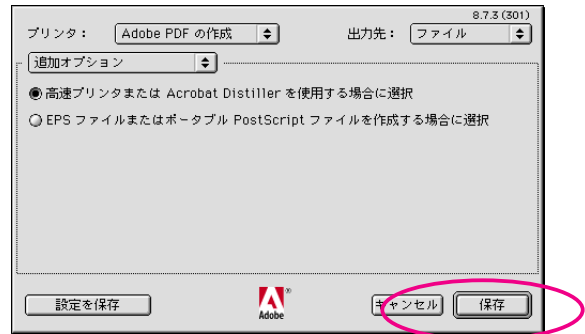 8.7.3 (301)
プリンタ： Adobe PDF の作成 出力先： ファイル
追加オプション
高速プリンタまたは Acrobat Distiller を使用する場合に選択
EPS ファイルまたはポータブル PostScript ファイルを作成する場合に選択
設定を保存 Adobe ® キャンセル 保存